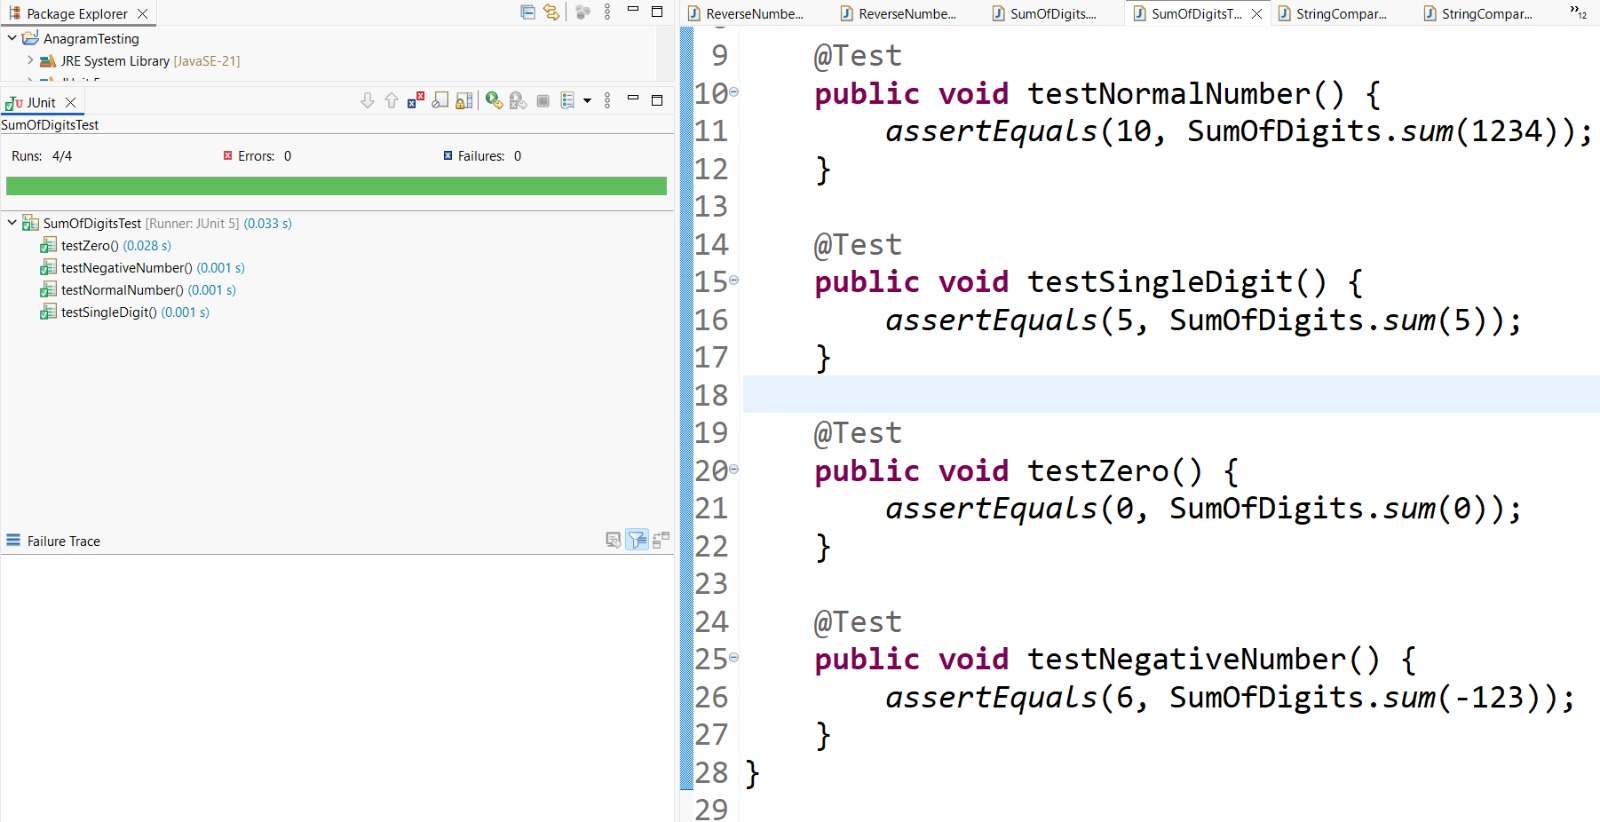 Package Explorer
AnagramTesting
JRE System Library [JavaSE-21]
JUnit
SumOfDigitsTest
Runs: 4/4 Errors: 0 Failures: 0
SumOfDigitsTest [Runner: JUnit 5] (0.033 s)
testZero() (0.028 s)
testNegativeNumber() (0.001 s)
testNormalNumber() (0.001 s)
testSingleDigit() (0.001 s)
Failure Trace
ReverseNumbe... ReverseNumbe... SumOfDigits.... SumOfDigitsT... StringCompar... StringCompar... »12
9 @Test
10 public void testNormalNumber() {
11 assertEquals(10, SumOfDigits.sum(1234));
12 }
13
14 @Test
15 public void testSingleDigit() {
16 assertEquals(5, SumOfDigits.sum(5));
17 }
18
19 @Test
20 public void testZero() {
21 assertEquals(0, SumOfDigits.sum(0));
22 }
23
24 @Test
25 public void testNegativeNumber() {
26 assertEquals(6, SumOfDigits.sum(-123));
27 }
28 }
29